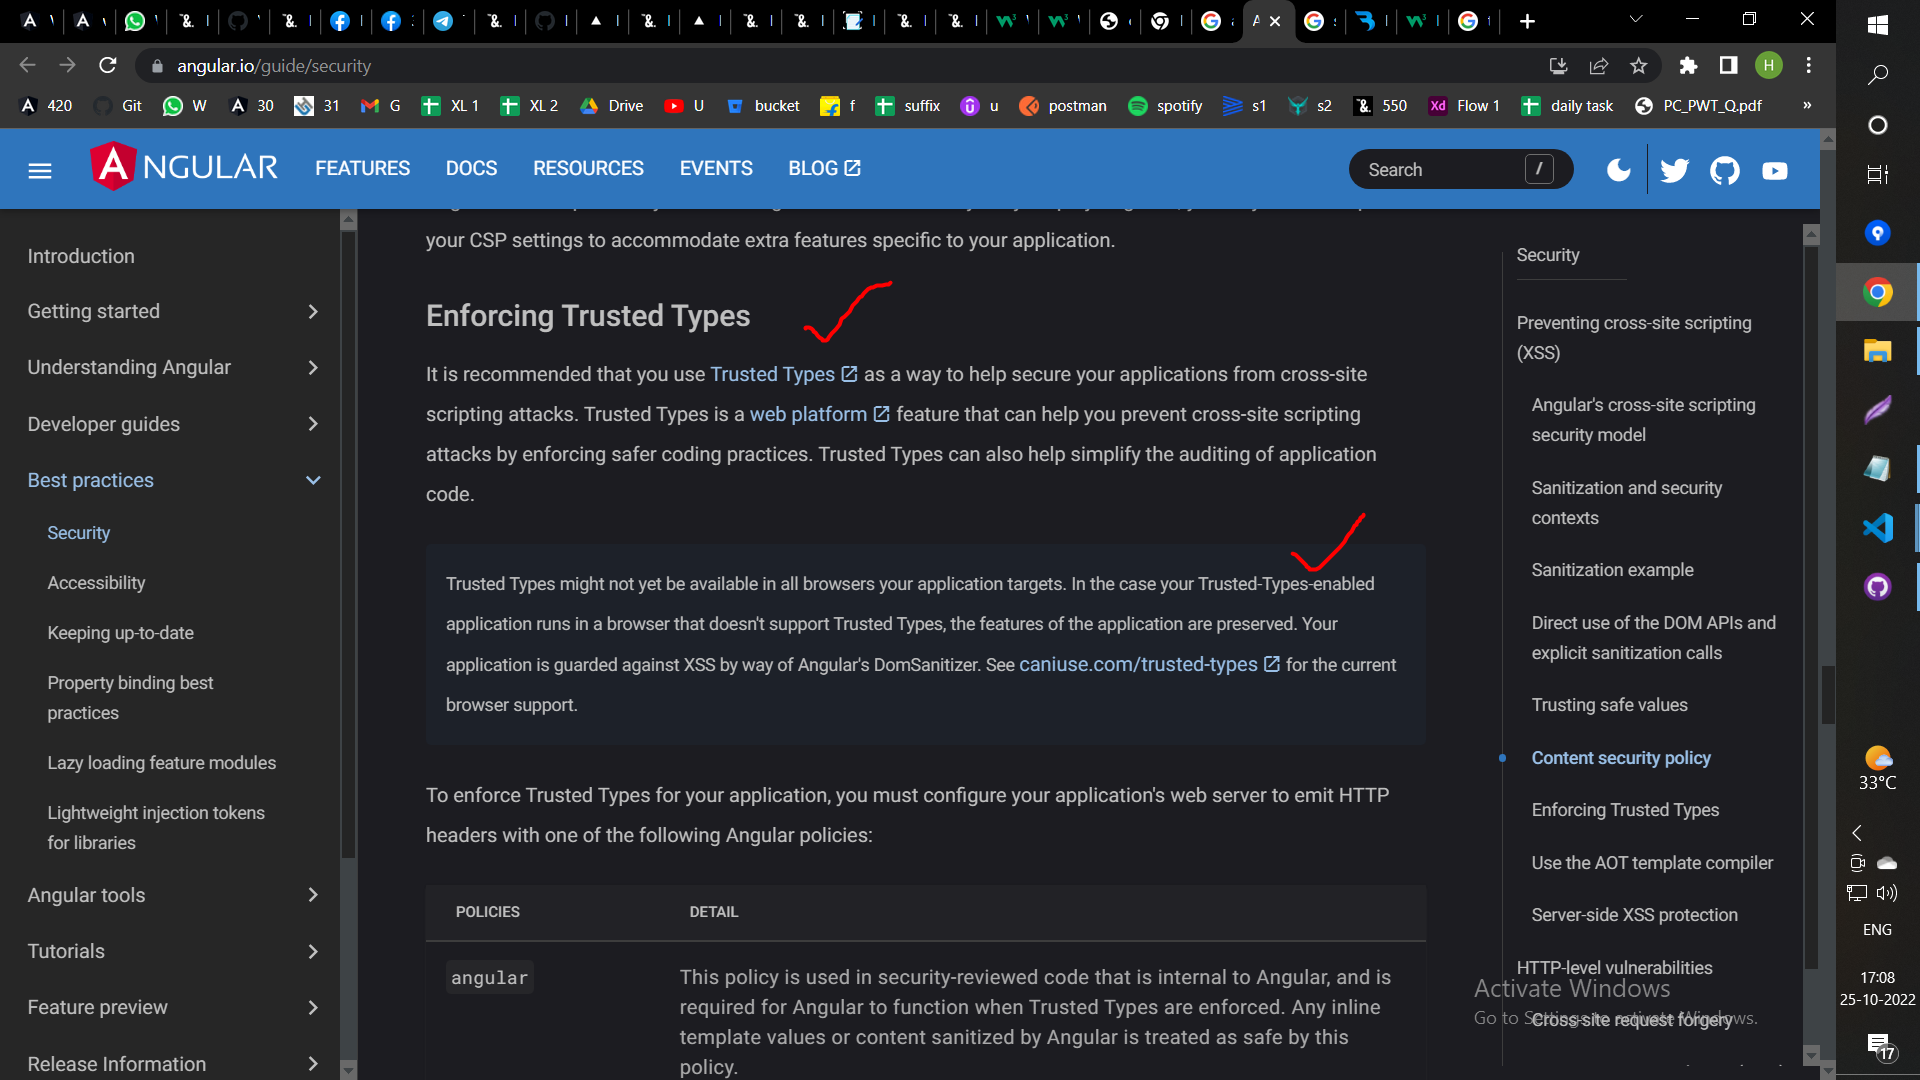 angular.io/guide/security
H
420
Git
W
30
31
G
XL 1
XL 2
Drive
U
bucket
f
suffix
u
postman
spotify
s1
s2
550
Flow 1
daily task
PC_PWT_Q.pdf
»
ANGULAR
FEATURES
DOCS
RESOURCES
EVENTS
BLOG
Search
/
Introduction
Getting started
Understanding Angular
Developer guides
Best practices
Security
Accessibility
Keeping up-to-date
Property binding best
practices
Lazy loading feature modules
Lightweight injection tokens
for libraries
Angular tools
Tutorials
Feature preview
Release Information
your CSP settings to accommodate extra features specific to your application.
Enforcing Trusted Types
It is recommended that you use Trusted Types as a way to help secure your applications from cross-site
scripting attacks. Trusted Types is a web platform feature that can help you prevent cross-site scripting
attacks by enforcing safer coding practices. Trusted Types can also help simplify the auditing of application
code.
Trusted Types might not yet be available in all browsers your application targets. In the case your Trusted-Types-enabled
application runs in a browser that doesn't support Trusted Types, the features of the application are preserved. Your
application is guarded against XSS by way of Angular's DomSanitizer. See caniuse.com/trusted-types for the current
browser support.
To enforce Trusted Types for your application, you must configure your application's web server to emit HTTP
headers with one of the following Angular policies:
POLICIES DETAIL
angular
This policy is used in security-reviewed code that is internal to Angular, and is
required for Angular to function when Trusted Types are enforced. Any inline
template values or content sanitized by Angular is treated as safe by this
policy.
Security
Preventing cross-site scripting
(XSS)
Angular's cross-site scripting
security model
Sanitization and security
contexts
Sanitization example
Direct use of the DOM APIs and
explicit sanitization calls
Trusting safe values
Content security policy
Enforcing Trusted Types
Use the AOT template compiler
Server-side XSS protection
HTTP-level vulnerabilities
Cross-site request forgery
Activate Windows
Go to Settings to activate Windows.
33°C
ENG
17:08
25-10-2022
17